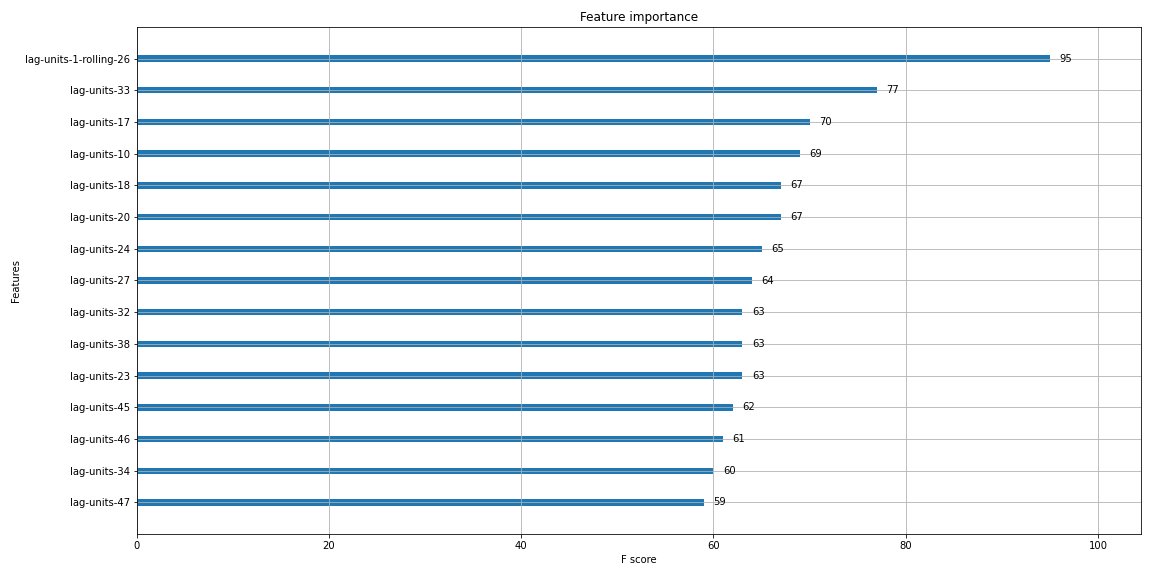 Feature importance
lag-units-1-rolling-26 95
lag-units-33 77
lag-units-17 70
lag-units-10 69
lag-units-18 67
lag-units-20 67
lag-units-24 65
lag-units-27 64
lag-units-32 63
lag-units-38 63
lag-units-23 63
lag-units-45 62
lag-units-46 61
lag-units-34 60
lag-units-47 59
Features
0 20 40 60 80 100
F score